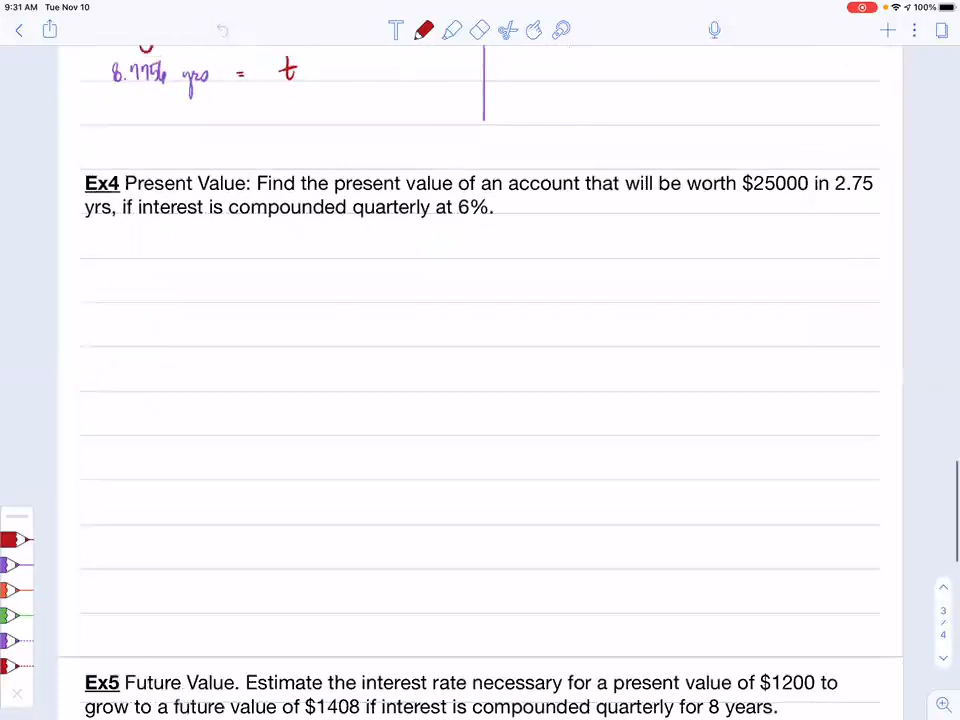 9:31 AM Tue Nov 10
100%
T
8.7756 yrs = t
Ex4 Present Value: Find the present value of an account that will be worth $25000 in 2.75
yrs, if interest is compounded quarterly at 6%.
3
/
4
Ex5 Future Value. Estimate the interest rate necessary for a present value of $1200 to
grow to a future value of $1408 if interest is compounded quarterly for 8 years.